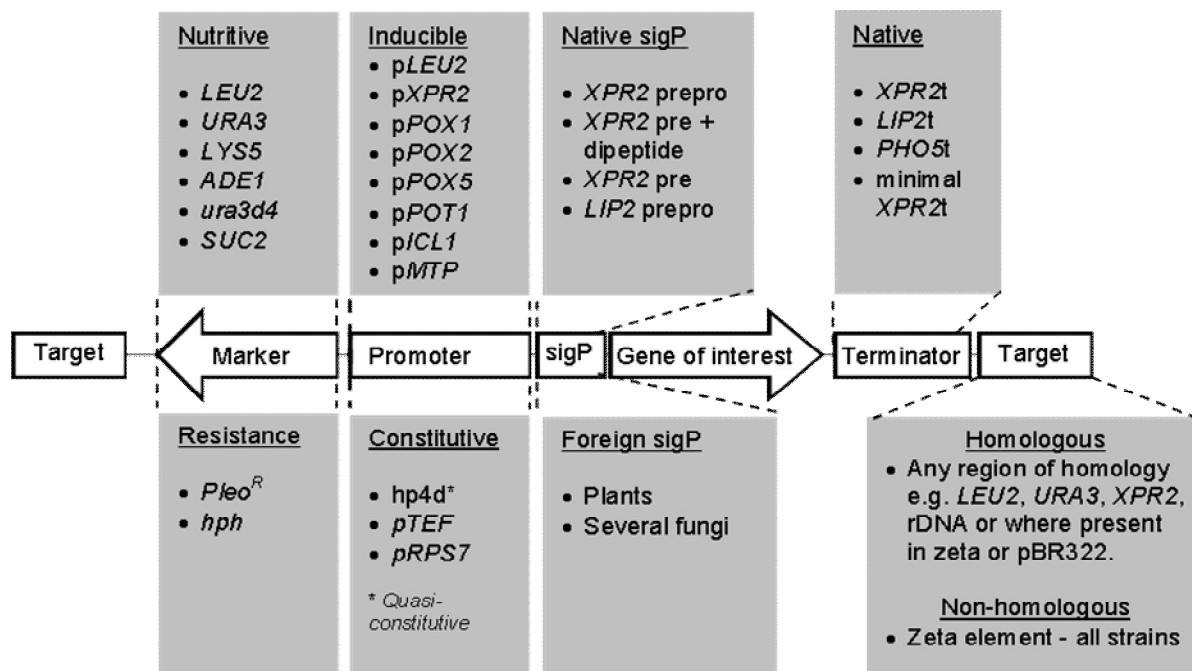 Nutritive
• LEU2
• URA3
• LYS5
• ADE1
• ura3d4
• SUC2
Inducible
• pLEU2
• pXPR2
• pPOX1
• pPOX2
• pPOX5
• pPOT1
• pICL1
• pMTP
Native sigP
• XPR2 prepro
• XPR2 pre +
dipeptide
• XPR2 pre
• LIP2 prepro
Native
• XPR2t
• LIP2t
• PHO5t
• minimal
XPR2t
Target
Marker
Promoter
sigP
Gene of interest
Terminator
Target
Resistance
• Pleo^R
• hph
Constitutive
• hp4d*
• pTEF
• pRPS7
* Quasi-
constitutive
Foreign sigP
• Plants
• Several fungi
Homologous
• Any region of homology
e.g. LEU2, URA3, XPR2,
rDNA or where present
in zeta or pBR322.
Non-homologous
• Zeta element - all strains